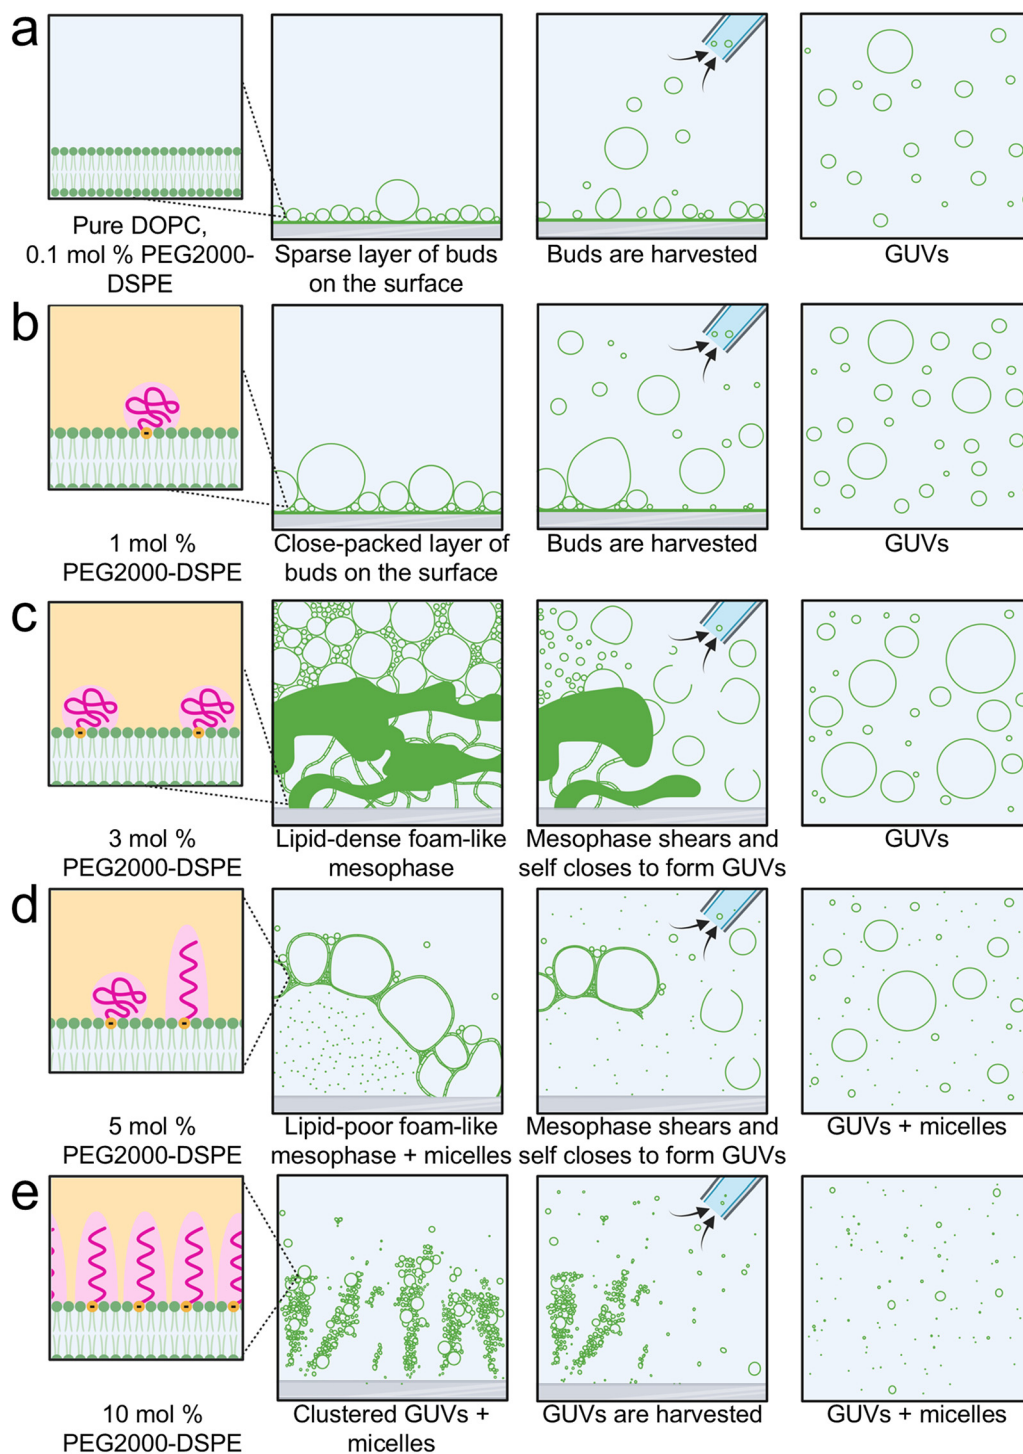 a
Pure DOPC,
0.1 mol % PEG2000-
DSPE
Sparse layer of buds
on the surface
Buds are harvested
GUVs
b
1 mol %
PEG2000-DSPE
Close-packed layer of
buds on the surface
Buds are harvested
GUVs
c
3 mol %
PEG2000-DSPE
Lipid-dense foam-like
mesophase
Mesophase shears and
self closes to form GUVs
GUVs
d
5 mol %
PEG2000-DSPE
Lipid-poor foam-like
mesophase + micelles
Mesophase shears and
self closes to form GUVs
GUVs + micelles
e
10 mol %
PEG2000-DSPE
Clustered GUVs +
micelles
GUVs are harvested
GUVs + micelles